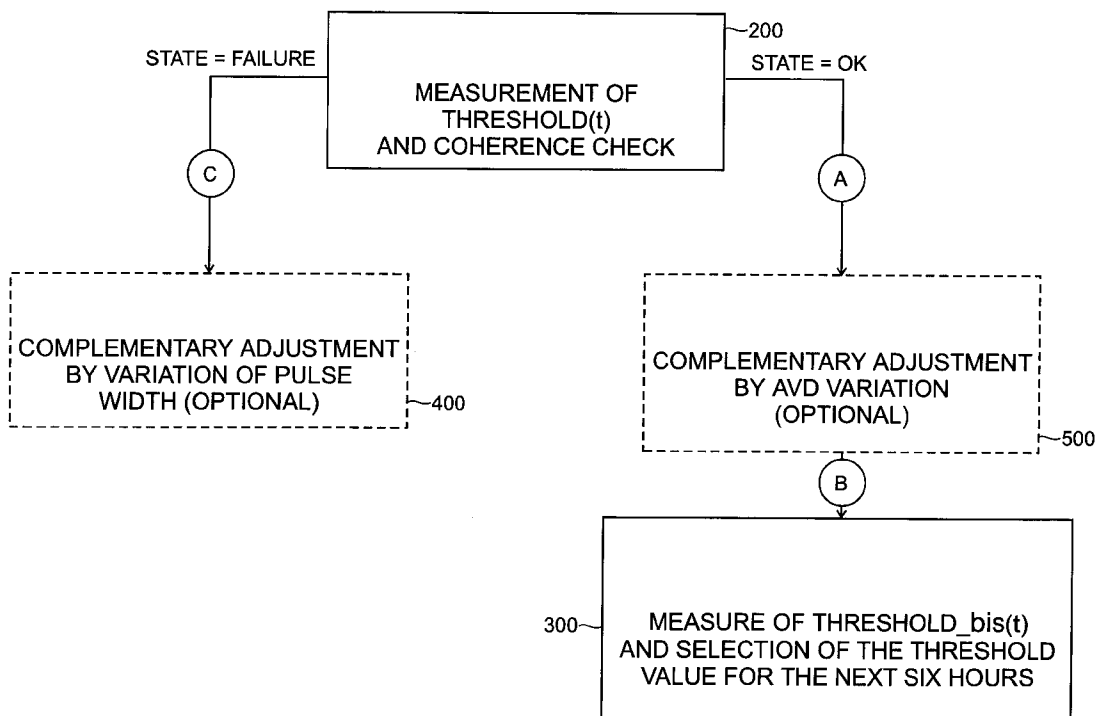 200
STATE = FAILURE
STATE = OK
MEASUREMENT OF
THRESHOLD(t)
AND COHERENCE CHECK
C
A
COMPLEMENTARY ADJUSTMENT
BY VARIATION OF PULSE
WIDTH (OPTIONAL)
400
COMPLEMENTARY ADJUSTMENT
BY AVD VARIATION
(OPTIONAL)
500
B
300
MEASURE OF THRESHOLD_bis(t)
AND SELECTION OF THE THRESHOLD
VALUE FOR THE NEXT SIX HOURS